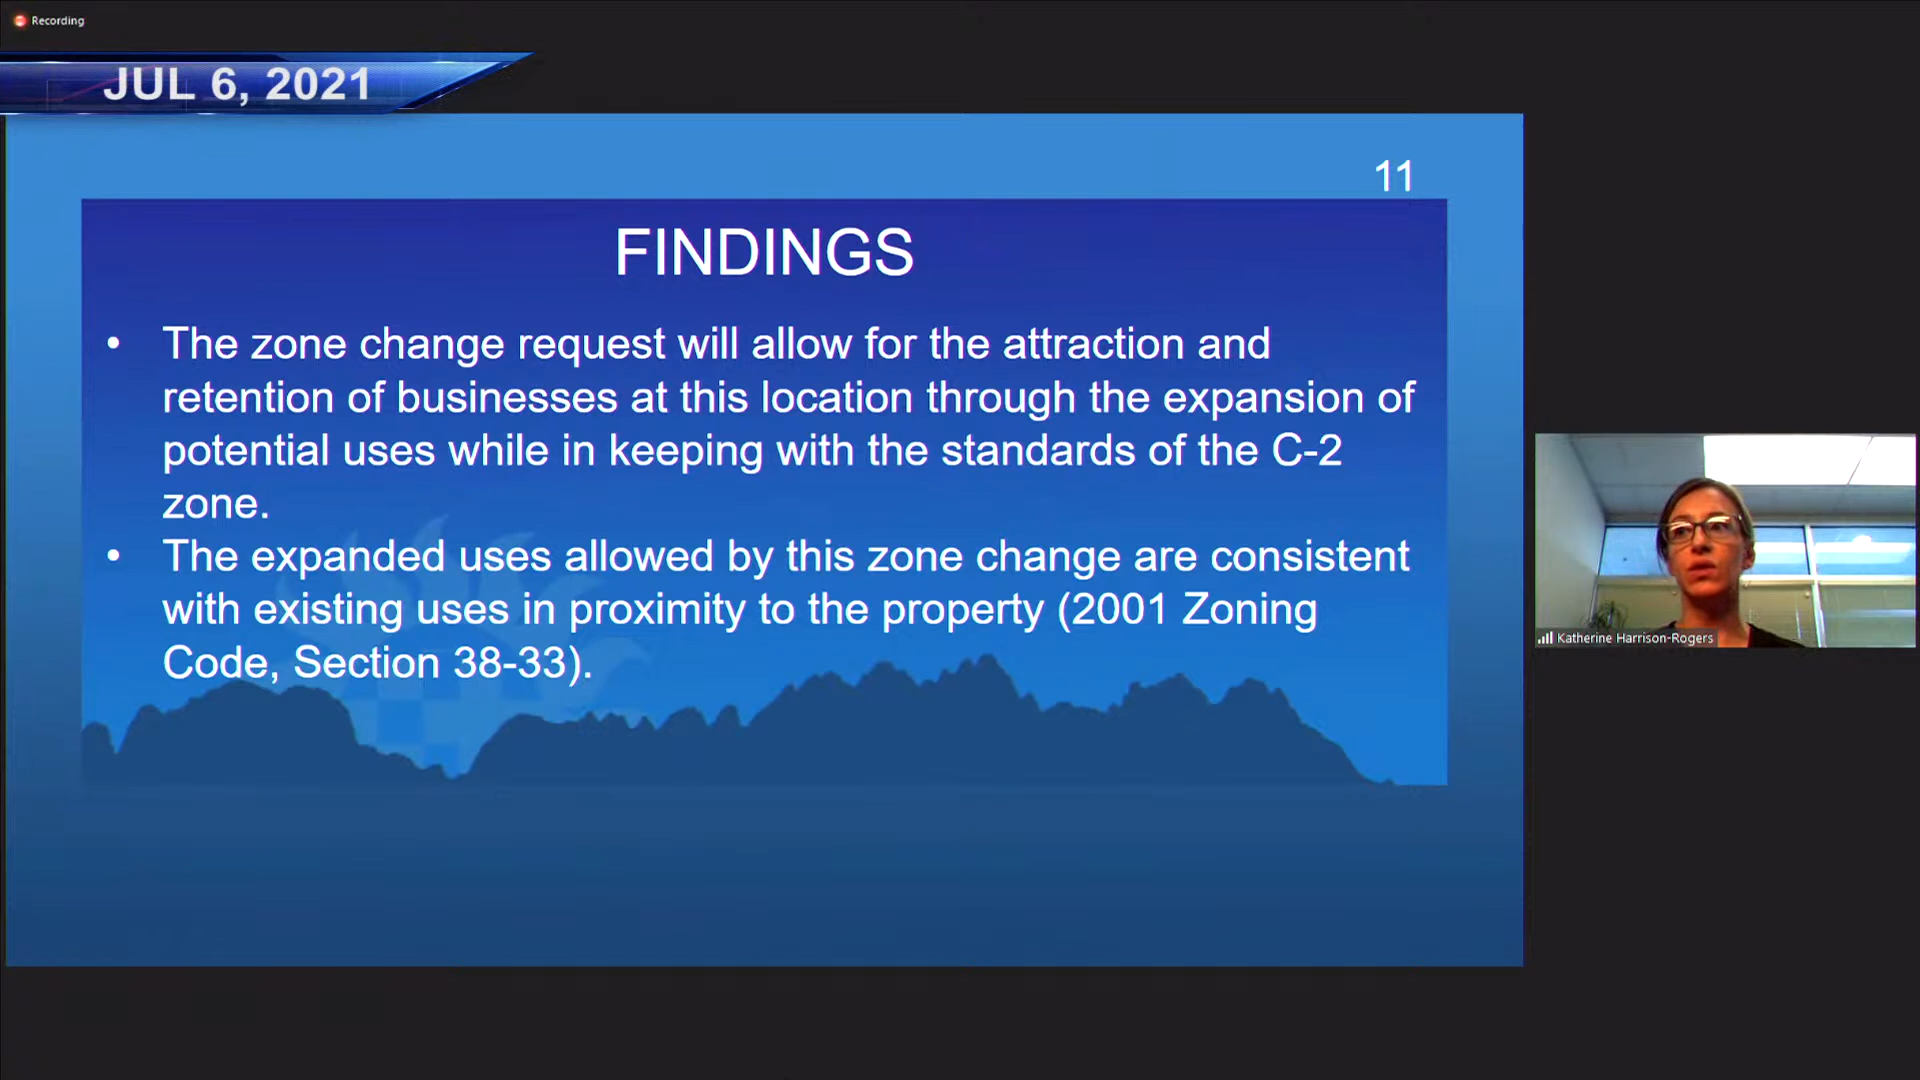 Recording
JUL 6, 2021
11
FINDINGS
• The zone change request will allow for the attraction and
retention of businesses at this location through the expansion of
potential uses while in keeping with the standards of the C-2
zone.
• The expanded uses allowed by this zone change are consistent
with existing uses in proximity to the property (2001 Zoning
Code, Section 38-33).
Katherine Harrison-Rogers